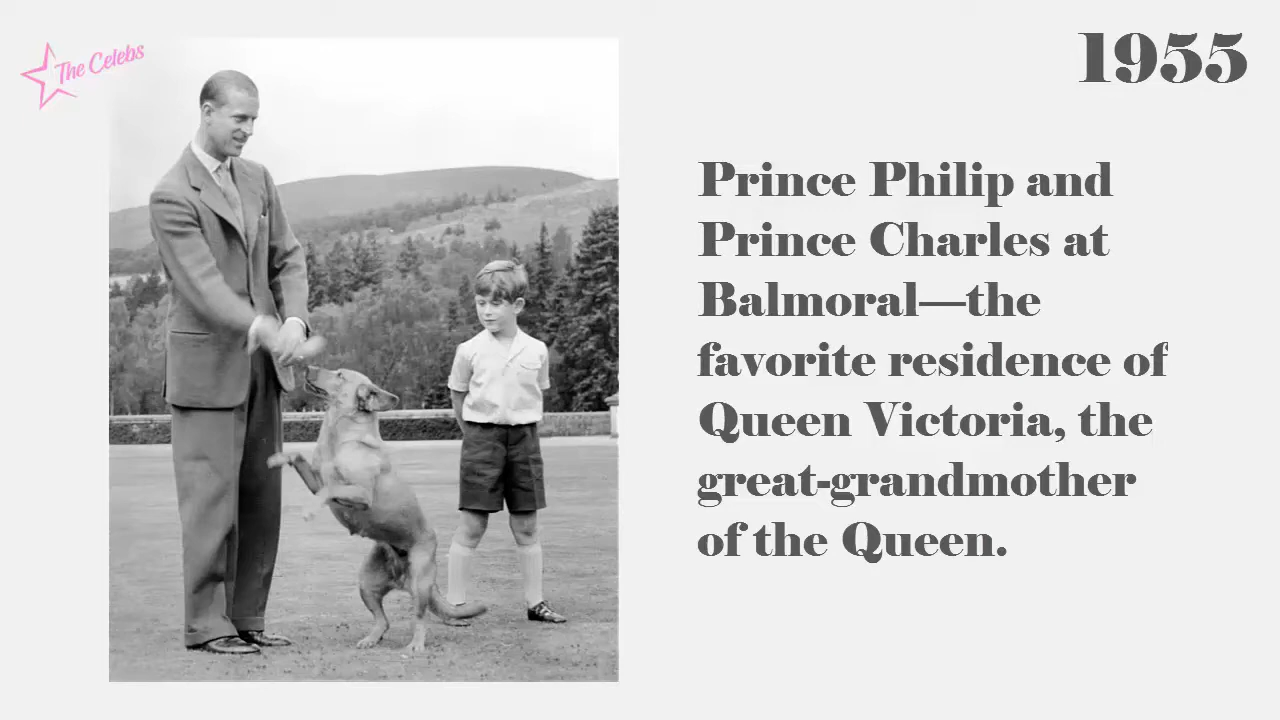 The Celebs
1955
Prince Philip and
Prince Charles at
Balmoral—the
favorite residence of
Queen Victoria, the
great-grandmother
of the Queen.